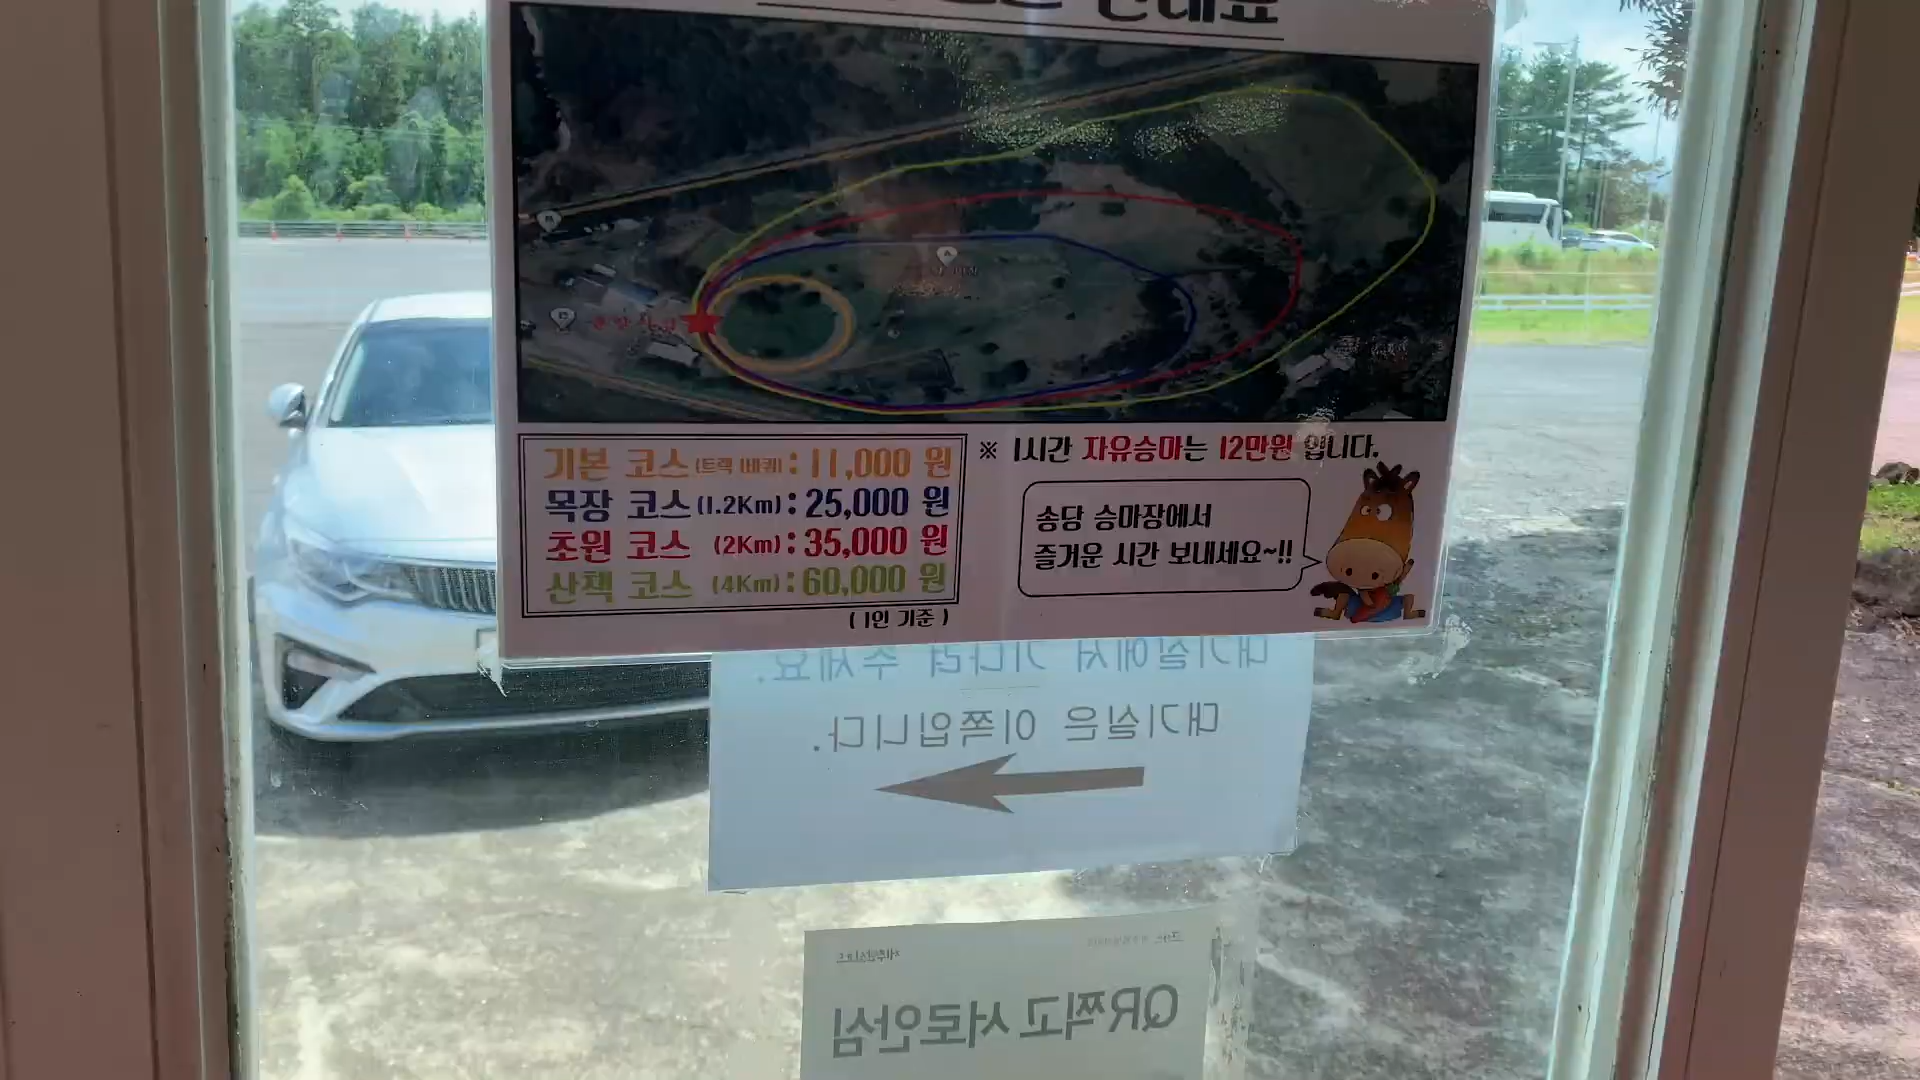 기본 코스(트랙 1바퀴) : 11,000 원
목장 코스(1.2Km) : 25,000 원
초원 코스 (2Km) : 35,000 원
산책 코스 (4Km) : 60,000 원
( 1인 기준 )
※ 1시간 자유승마는 12만원 입니다.
송당 승마장에서
즐거운 시간 보내세요~!!
대기실에서 기다려 주세요.
대기실은 이쪽입니다.
QR찍고 서로안심